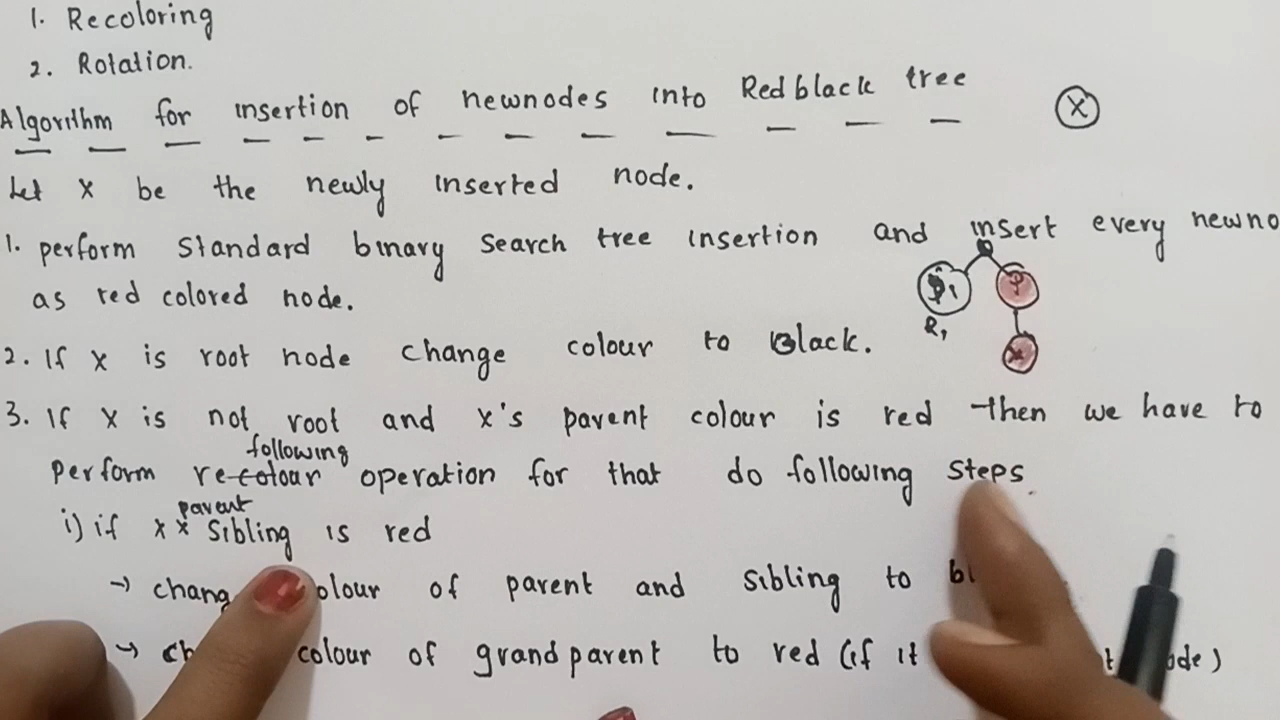 1. Recoloring
2. Rotation.
Algorithm for insertion of newnodes into Redblack tree
X
Let X be the newly inserted node.
1. perform standard binary search tree insertion and insert every newno
as red colored node.
P
X
2. If X is root node change colour to Black.
3. If X is not root and X's parent colour is red then we have to
following
perform recolour operation for that do following steps.
parent
i) if x sibling is red
→ chang colour of parent and sibling to bl
→ ch colour of grandparent to red (if it